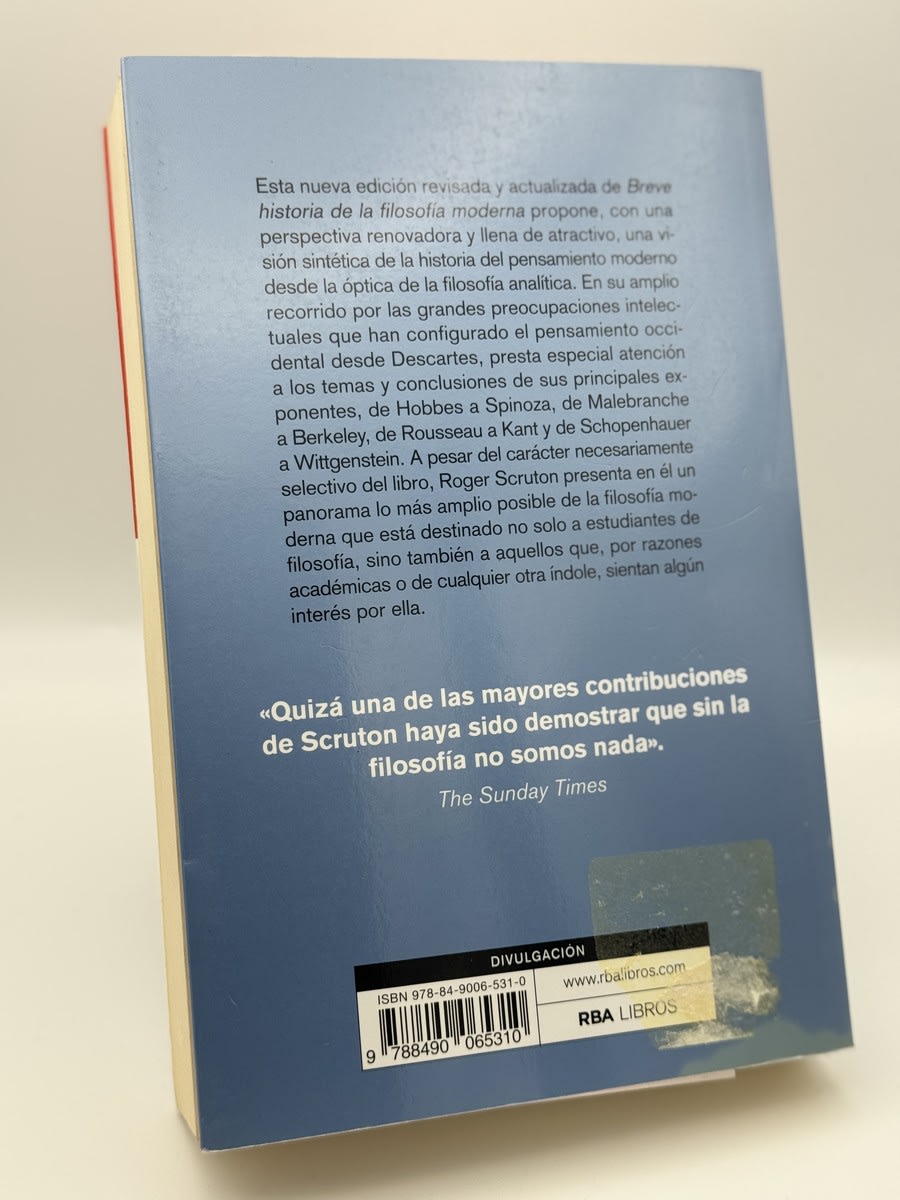 Esta nueva edición revisada y actualizada de Breve
historia de la filosofía moderna propone, con una
perspectiva renovadora y llena de atractivo, una vi-
sión sintética de la historia del pensamiento moderno
desde la óptica de la filosofía analítica. En su amplio
recorrido por las grandes preocupaciones intelec-
tuales que han configurado el pensamiento occi-
dental desde Descartes, presta especial atención
a los temas y conclusiones de sus principales ex-
ponentes, de Hobbes a Spinoza, de Malebranche
a Berkeley, de Rousseau a Kant y de Schopenhauer
a Wittgenstein. A pesar del carácter necesariamente
selectivo del libro, Roger Scruton presenta en él un
panorama lo más amplio posible de la filosofía mo-
derna que está destinado no solo a estudiantes de
filosofía, sino también a aquellos que, por razones
académicas o de cualquier otra índole, sientan algún
interés por ella.
«Quizá una de las mayores contribuciones
de Scruton haya sido demostrar que sin la
filosofía no somos nada».
The Sunday Times
DIVULGACIÓN
ISBN 978-84-9006-531-0
9 788490 065310
www.rbalibros.com
RBA LIBROS